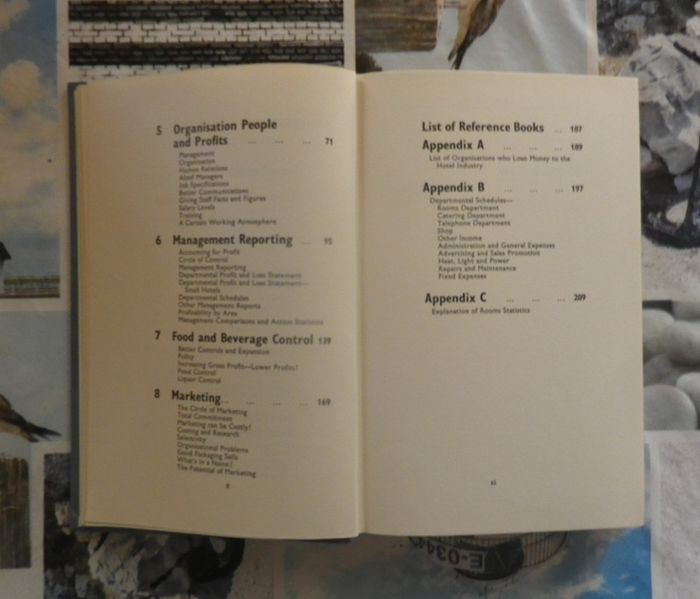 5 Organisation People
and Profits ... ... ... 71
Management
Organisation
Human Relations
Aloof Managers
Job Specifications
Better Communications
Giving Staff Facts and Figures
Salary Levels
Training
A Certain Working Atmosphere
6 Management Reporting ... 95
Accounting for Profit
Circle of Control
Management Reporting
Departmental Profit and Loss Statement
Departmental Profit and Loss Statement—
Small Hotels
Departmental Schedules
Other Management Reports
Profitability by Area
Management Comparisons and Action Statistics
7 Food and Beverage Control 139
Better Controls and Expansion
Policy
Increasing Gross Profit—Lower Profits?
Food Control
Liquor Control
8 Marketing... ... ... ... 169
The Circle of Marketing
Total Commitment
Marketing can be Costly!
Costing and Research
Selectivity
Organisational Problems
Good Packaging Sells
What's in a Name?
The Potential of Marketing
x
List of Reference Books ... 187
Appendix A ... ... ... 189
List of Organisations who Loan Money to the
Hotel Industry
Appendix B ... ... ... 197
Departmental Schedules—
Rooms Department
Catering Department
Telephone Department
Shop
Other Income
Administration and General Expenses
Advertising and Sales Promotion
Heat, Light and Power
Repairs and Maintenance
Fixed Expenses
Appendix C ... ... ... 209
Explanation of Rooms Statistics
xi
E-034